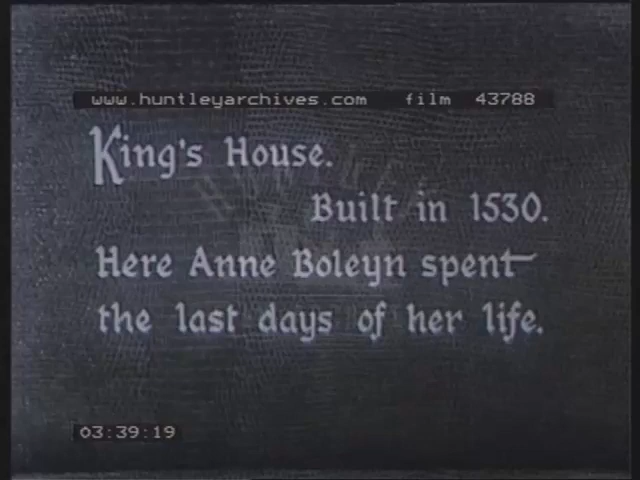 www.huntleyarchives.com film 43788
King's House.
Built in 1530.
Here Anne Boleyn spent
the last days of her life.
03:39:19